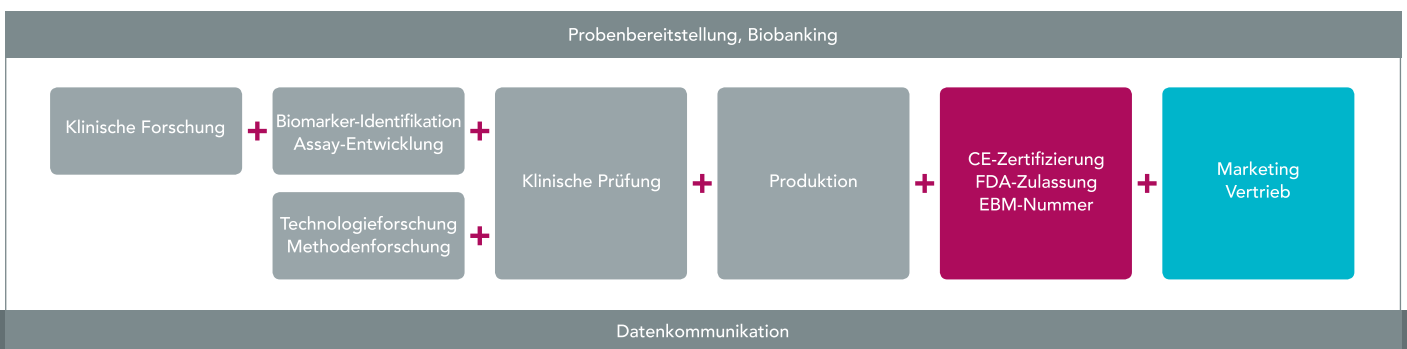 Probenbereitstellung, Biobanking
Klinische Forschung
+
Biomarker-Identifikation
Assay-Entwicklung
+
Technologieforschung
Methodenforschung
+
Klinische Prüfung
+
Produktion
+
CE-Zertifizierung
FDA-Zulassung
EBM-Nummer
+
Marketing
Vertrieb
Datenkommunikation